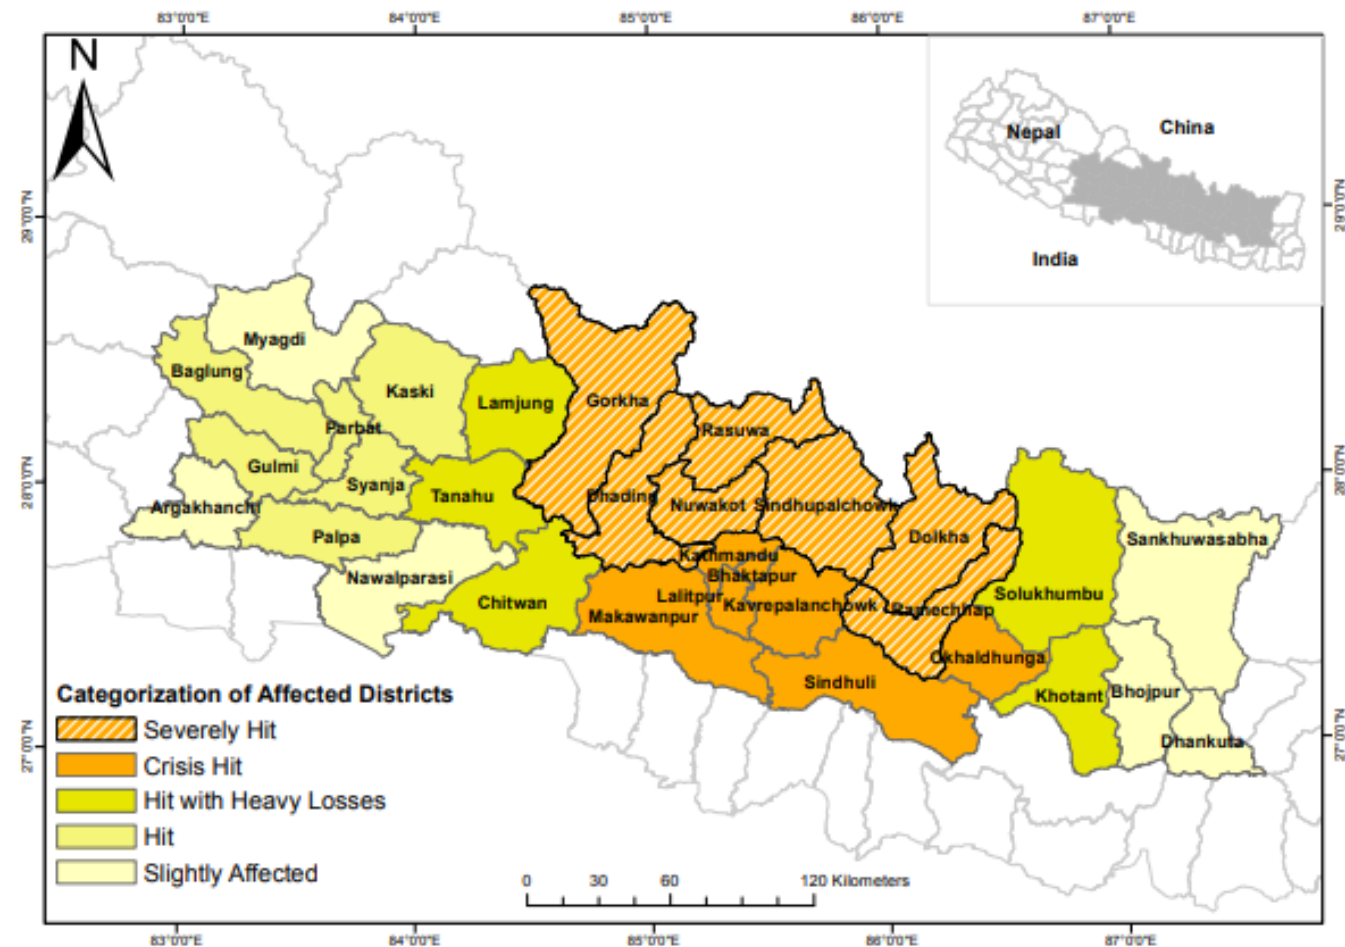 83°0'0"E 84°0'0"E 85°0'0"E 86°0'0"E 87°0'0"E
N
Nepal
China
India
29°0'0"N
29°0'0"N
28°0'0"N
28°0'0"N
27°0'0"N
27°0'0"N
Myagdi
Baglung
Kaski
Lamjung
Gorkha
Parbat
Rasuwa
Gulmi
Syanja
Tanahu
Dhading
Nuwakot
Sindhupalchowk
Argakhanchi
Palpa
Dolkha
Sankhuwasabha
Kathmandu
Nawalparasi
Bhaktapur
Lalitpur
Chitwan
Kavrepalanchowk
Ramechhap
Solukhumbu
Makawanpur
Okhaldhunga
Sindhuli
Khotant
Bhojpur
Dhankuta
Categorization of Affected Districts
Severely Hit
Crisis Hit
Hit with Heavy Losses
Hit
Slightly Affected
0 30 60 120 Kilometers
83°0'0"E 84°0'0"E 85°0'0"E 86°0'0"E 87°0'0"E